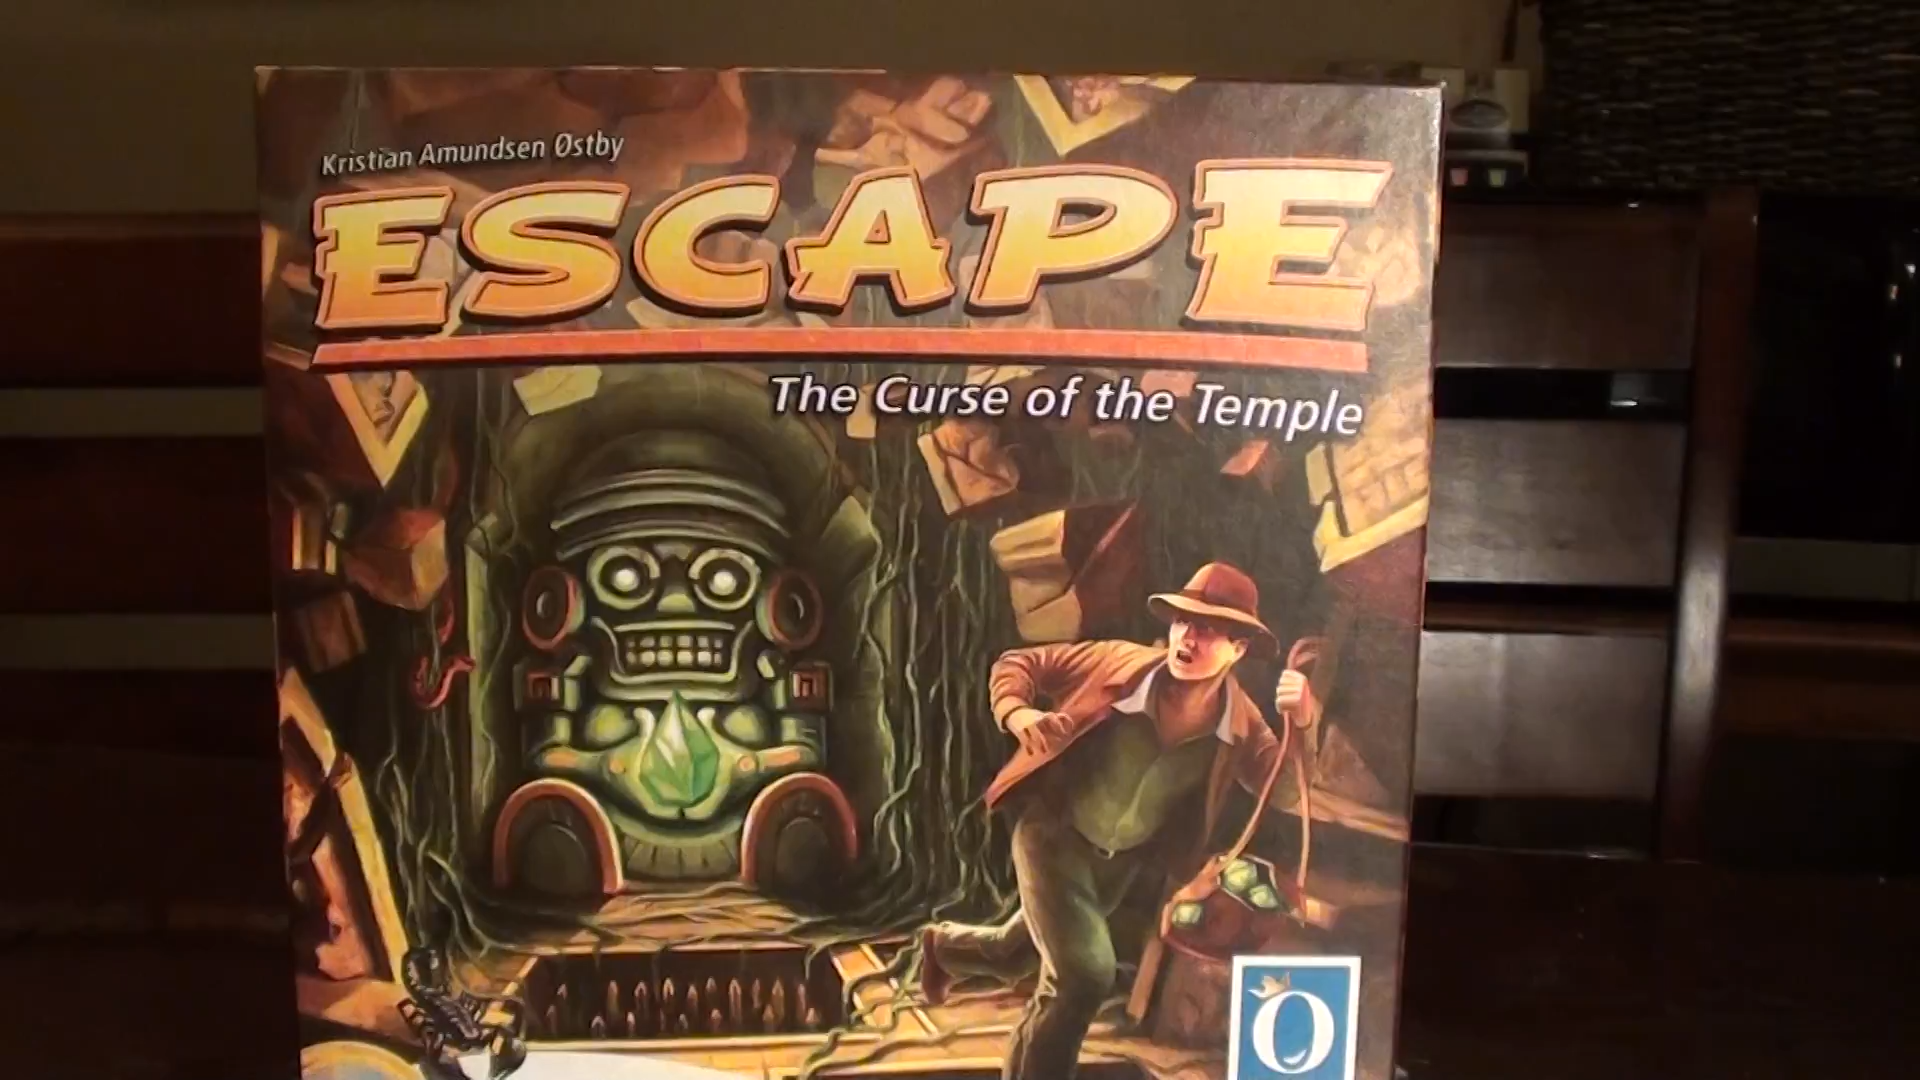 Kristian Amundsen Østby
ESCAPE
The Curse of the Temple
Q